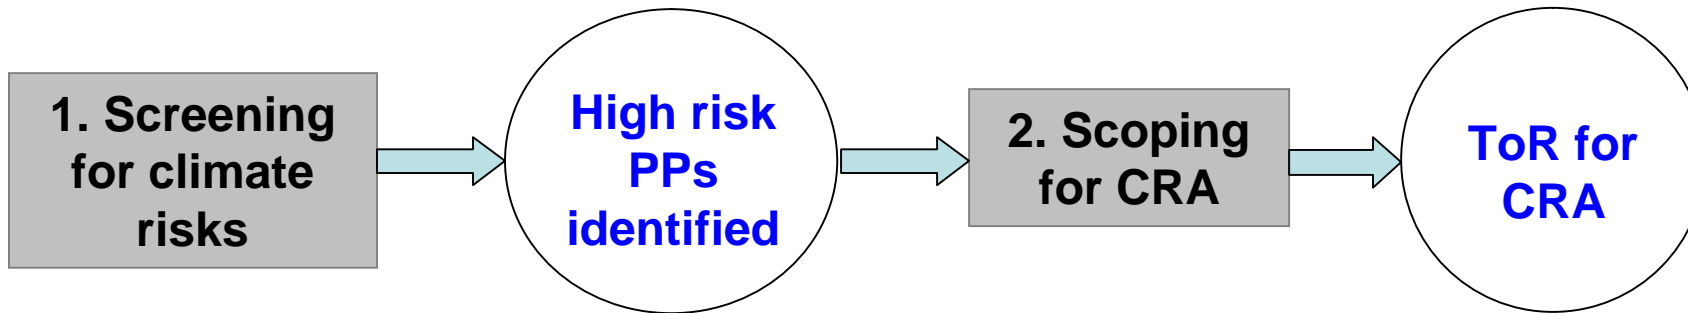 1. Screening
for climate
risks
High risk
PPs
identified
2. Scoping
for CRA
ToR for
CRA